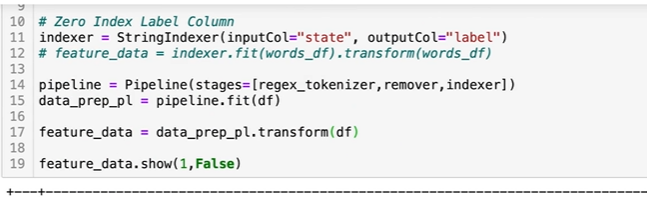 10 # Zero Index Label Column
11 indexer = StringIndexer(inputCol="state", outputCol="label")
12 # feature_data = indexer.fit(words_df).transform(words_df)
13
14 pipeline = Pipeline(stages=[regex_tokenizer,remover,indexer])
15 data_prep_pl = pipeline.fit(df)
16
17 feature_data = data_prep_pl.transform(df)
18
19 feature_data.show(1,False)
+---+----------------------------------------------------------------------------------